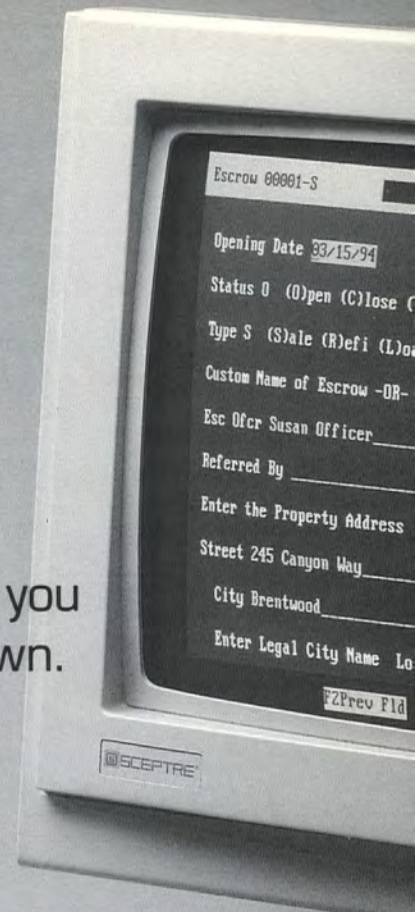 Escrow 00001-S
Opening Date 03/15/94
Status O (O)pen (C)lose (
Type S (S)ale (R)efi (L)oa
Custom Name of Escrow -OR-
Esc Ofcr Susan Officer
Referred By
Enter the Property Address
Street 245 Canyon Way
City Brentwood
Enter Legal City Name Lo
F2Prev Fld
you
wn.
SCEPTRE